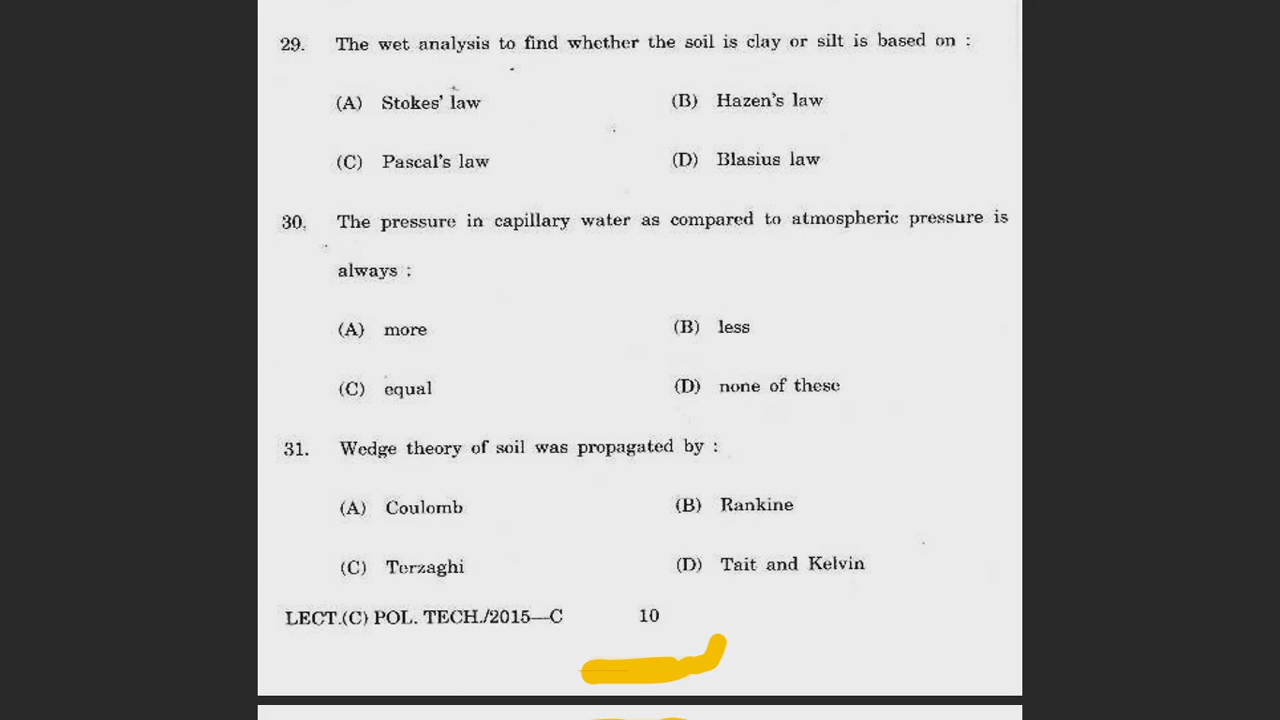 29. The wet analysis to find whether the soil is clay or silt is based on :
(A) Stokes' law (B) Hazen's law
(C) Pascal's law (D) Blasius law
30. The pressure in capillary water as compared to atmospheric pressure is
always :
(A) more (B) less
(C) equal (D) none of these
31. Wedge theory of soil was propagated by :
(A) Coulomb (B) Rankine
(C) Terzaghi (D) Tait and Kelvin
LECT.(C) POL. TECH./2015—C 10